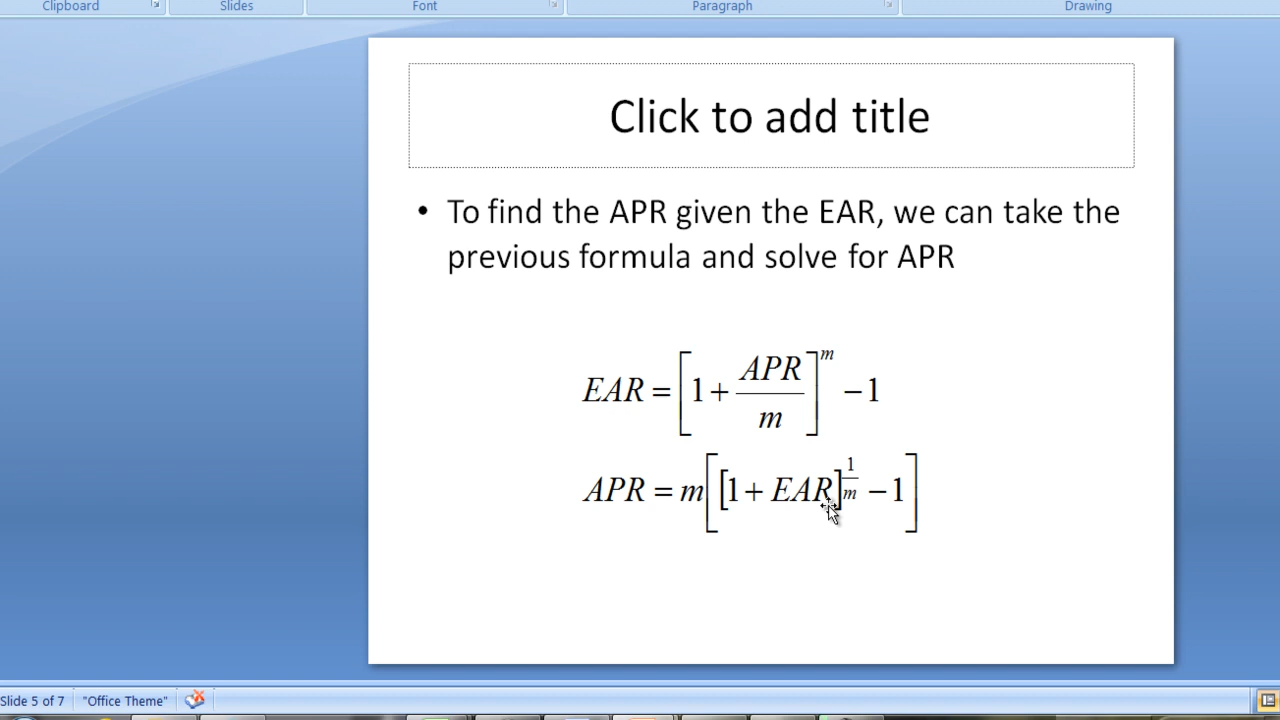 Clipboard Slides Font Paragraph Drawing
Click to add title
• To find the APR given the EAR, we can take the
previous formula and solve for APR
EAR = [1 + APR/m]^m − 1
APR = m[[1 + EAR]^(1/m) − 1]
Slide 5 of 7 "Office Theme"